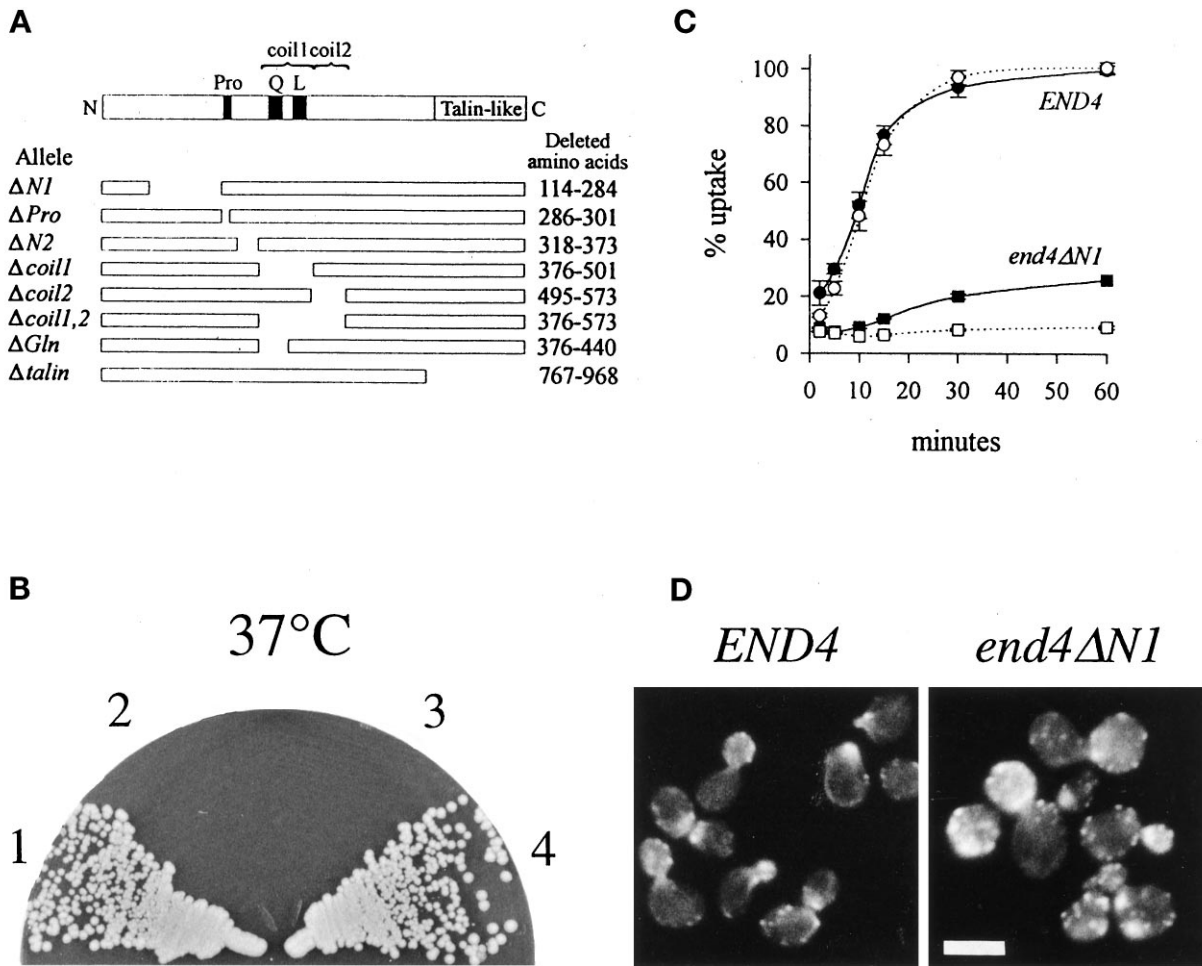 A
coil1coil2
Pro Q L
N Talin-like C
Allele Deleted amino acids
ΔN1 114-284
ΔPro 286-301
ΔN2 318-373
Δcoil1 376-501
Δcoil2 495-573
Δcoil1,2 376-573
ΔGln 376-440
Δtalin 767-968
C
% uptake
100
80
60
40
20
0
END4
end4ΔN1
0 10 20 30 40 50 60
minutes
B
37°C
1 2 3 4
D
END4 end4ΔN1